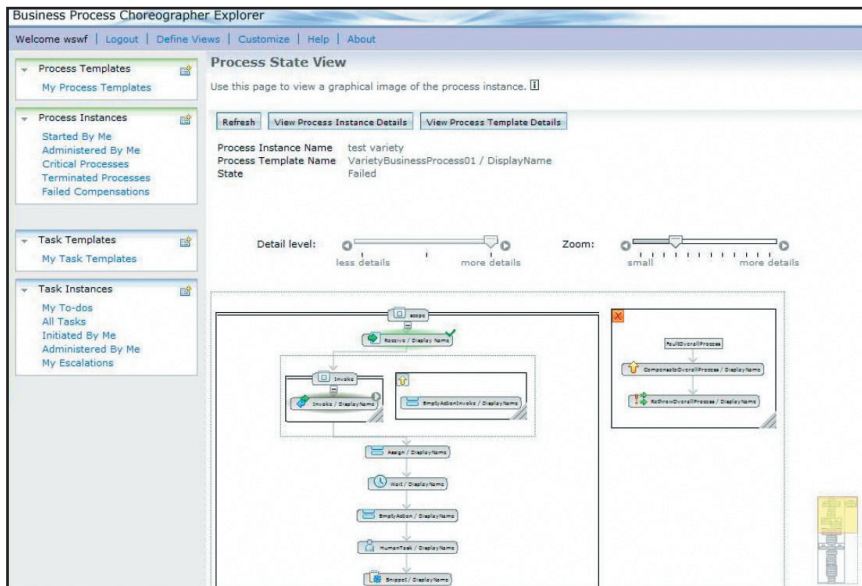 Business Process Choreographer Explorer
Welcome wswf | Logout | Define Views | Customize | Help | About
Process Templates
My Process Templates
Process Instances
Started By Me
Administered By Me
Critical Processes
Terminated Processes
Failed Compensations
Task Templates
My Task Templates
Task Instances
My To-dos
All Tasks
Initiated By Me
Administered By Me
My Escalations
Process State View
Use this page to view a graphical image of the process instance.
Refresh
View Process Instance Details
View Process Template Details
Process Instance Name test variety
Process Template Name VarietyBusinessProcess01 / DisplayName
State Failed
Detail level:
less details
more details
Zoom:
small
more details
Receive / Display Name
Invoke
Invoke / DisplayName
EmptyActionInvoke / DisplayName
Assign / DisplayName
Wait / DisplayName
EmptyAction / DisplayName
HumanTask / DisplayName
Snippet / DisplayName
FaultOverallProcess
CompensateOverallProcess / DisplayName
RethrowOverallProcess / DisplayName